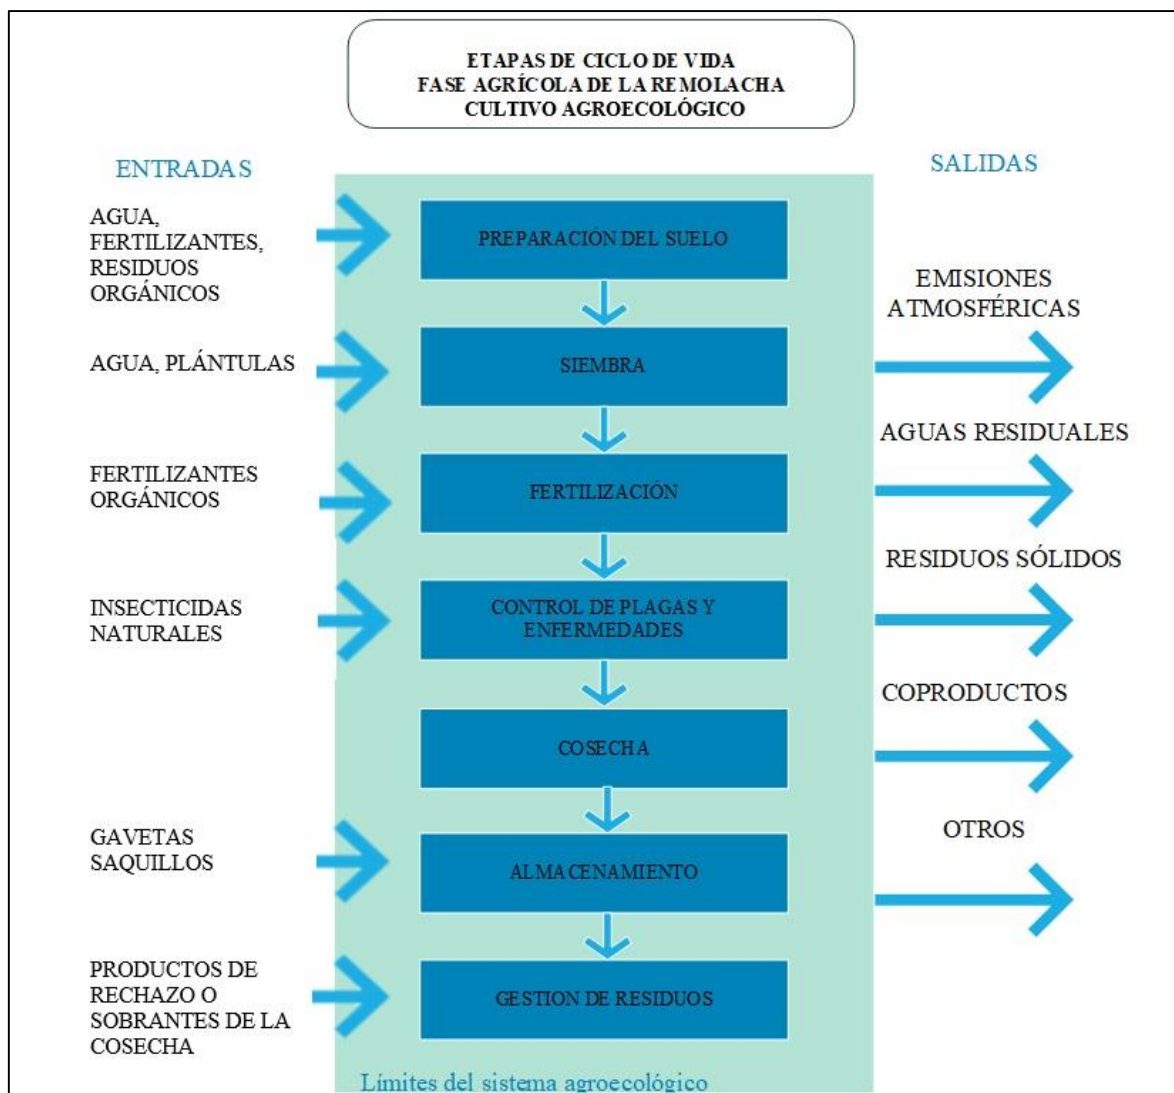 ETAPAS DE CICLO DE VIDA
FASE AGRÍCOLA DE LA REMOLACHA
CULTIVO AGROECOLÓGICO
ENTRADAS
SALIDAS
AGUA,
FERTILIZANTES,
RESIDUOS
ORGÁNICOS
PREPARACIÓN DEL SUELO
EMISIONES
ATMOSFÉRICAS
AGUA, PLÁNTULAS
SIEMBRA
AGUAS RESIDUALES
FERTILIZANTES
ORGÁNICOS
FERTILIZACIÓN
RESIDUOS SÓLIDOS
INSECTICIDAS
NATURALES
CONTROL DE PLAGAS Y
ENFERMEDADES
COPRODUCTOS
COSECHA
OTROS
GAVETAS
SAQUILLOS
ALMACENAMIENTO
PRODUCTOS DE
RECHAZO O
SOBRANTES DE LA
COSECHA
GESTION DE RESIDUOS
Límites del sistema agroecológico